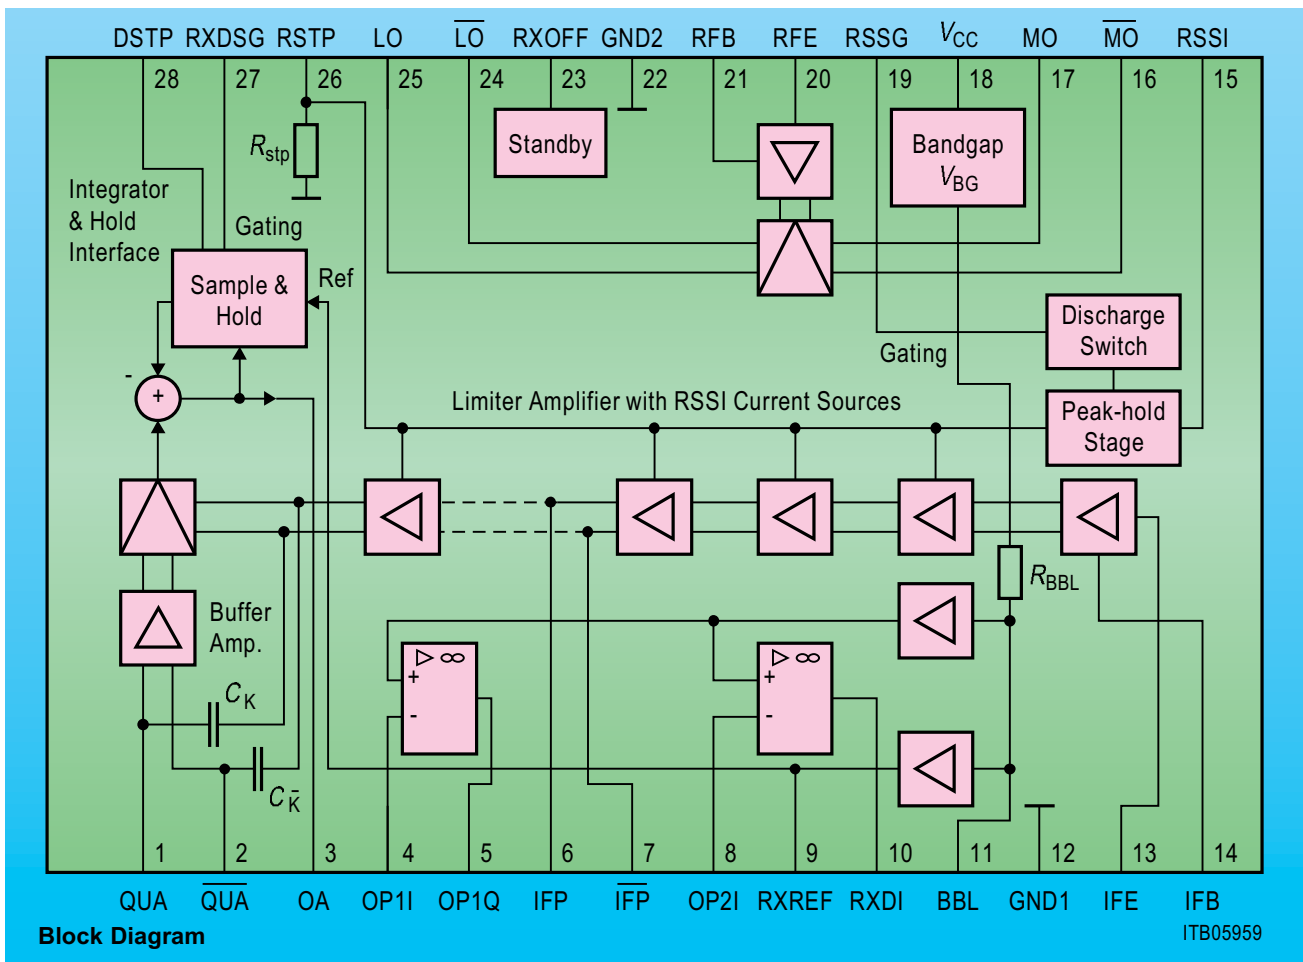 DSTP RXDSG RSTP LO L̅O̅ RXOFF GND2 RFB RFE RSSG VCC MO M̅O̅ RSSI
28 27 26 25 24 23 22 21 20 19 18 17 16 15
Rstp
Standby
Bandgap
VBG
Integrator
& Hold
Interface
Gating
Sample &
Hold
Ref
Discharge
Switch
Gating
-
+
Limiter Amplifier with RSSI Current Sources
Peak-hold
Stage
RBBL
Buffer
Amp.
▷ ∞
+
-
▷ ∞
+
-
CK
CK̅
1 2 3 4 5 6 7 8 9 10 11 12 13 14
QUA Q̅U̅A̅ OA OP1I OP1Q IFP I̅F̅P̅ OP2I RXREF RXDI BBL GND1 IFE IFB
Block Diagram
ITB05959